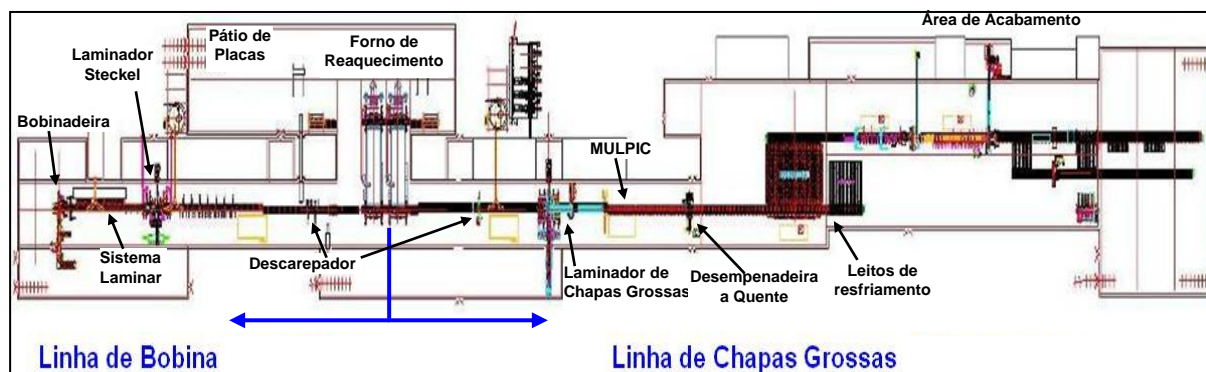 Área de Acabamento
Pátio de
Placas
Forno de
Reaquecimento
Laminador
Steckel
Bobinadeira
MULPIC
Sistema
Laminar
Descarepador
Laminador de
Chapas Grossas
Desempenadeira
a Quente
Leitos de
resfriamento
Linha de Bobina
Linha de Chapas Grossas